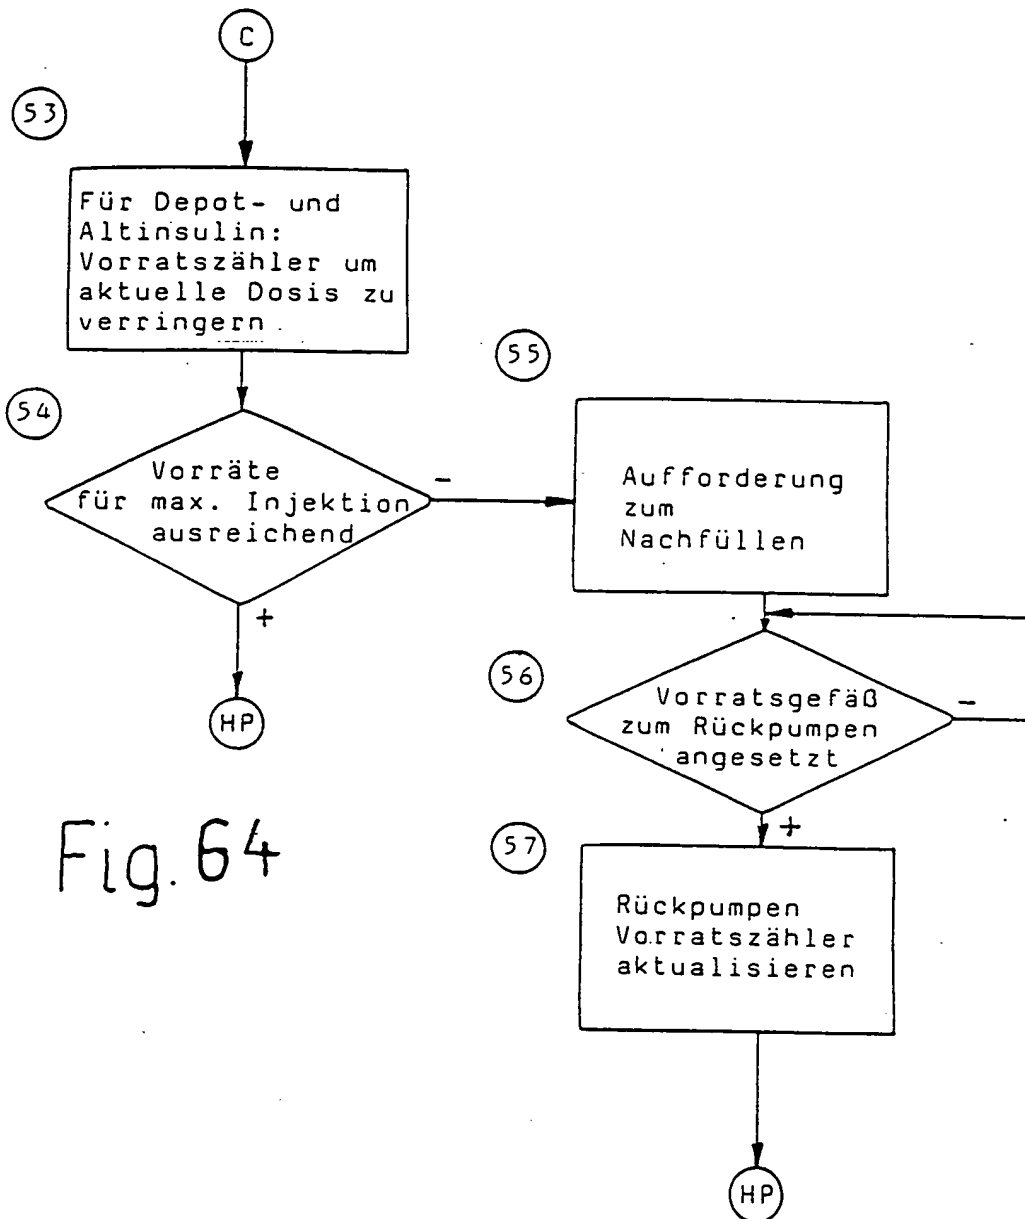 C
53
Für Depot- und
Altinsulin:
Vorratszähler um
aktuelle Dosis zu
verringern.
54
Vorräte
für max. Injektion
ausreichend
-
+
HP
55
Aufforderung
zum
Nachfüllen
56
Vorratsgefäß
zum Rückpumpen
angesetzt
-
+
57
Rückpumpen
Vorratszähler
aktualisieren
HP
Fig. 64